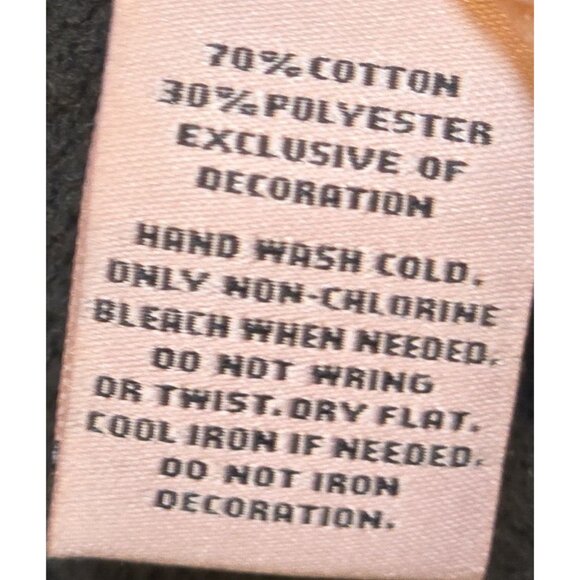 70% COTTON
30% POLYESTER
EXCLUSIVE OF
DECORATION
HAND WASH COLD.
ONLY NON-CHLORINE
BLEACH WHEN NEEDED.
DO NOT WRING
OR TWIST. DRY FLAT.
COOL IRON IF NEEDED.
DO NOT IRON
DECORATION.